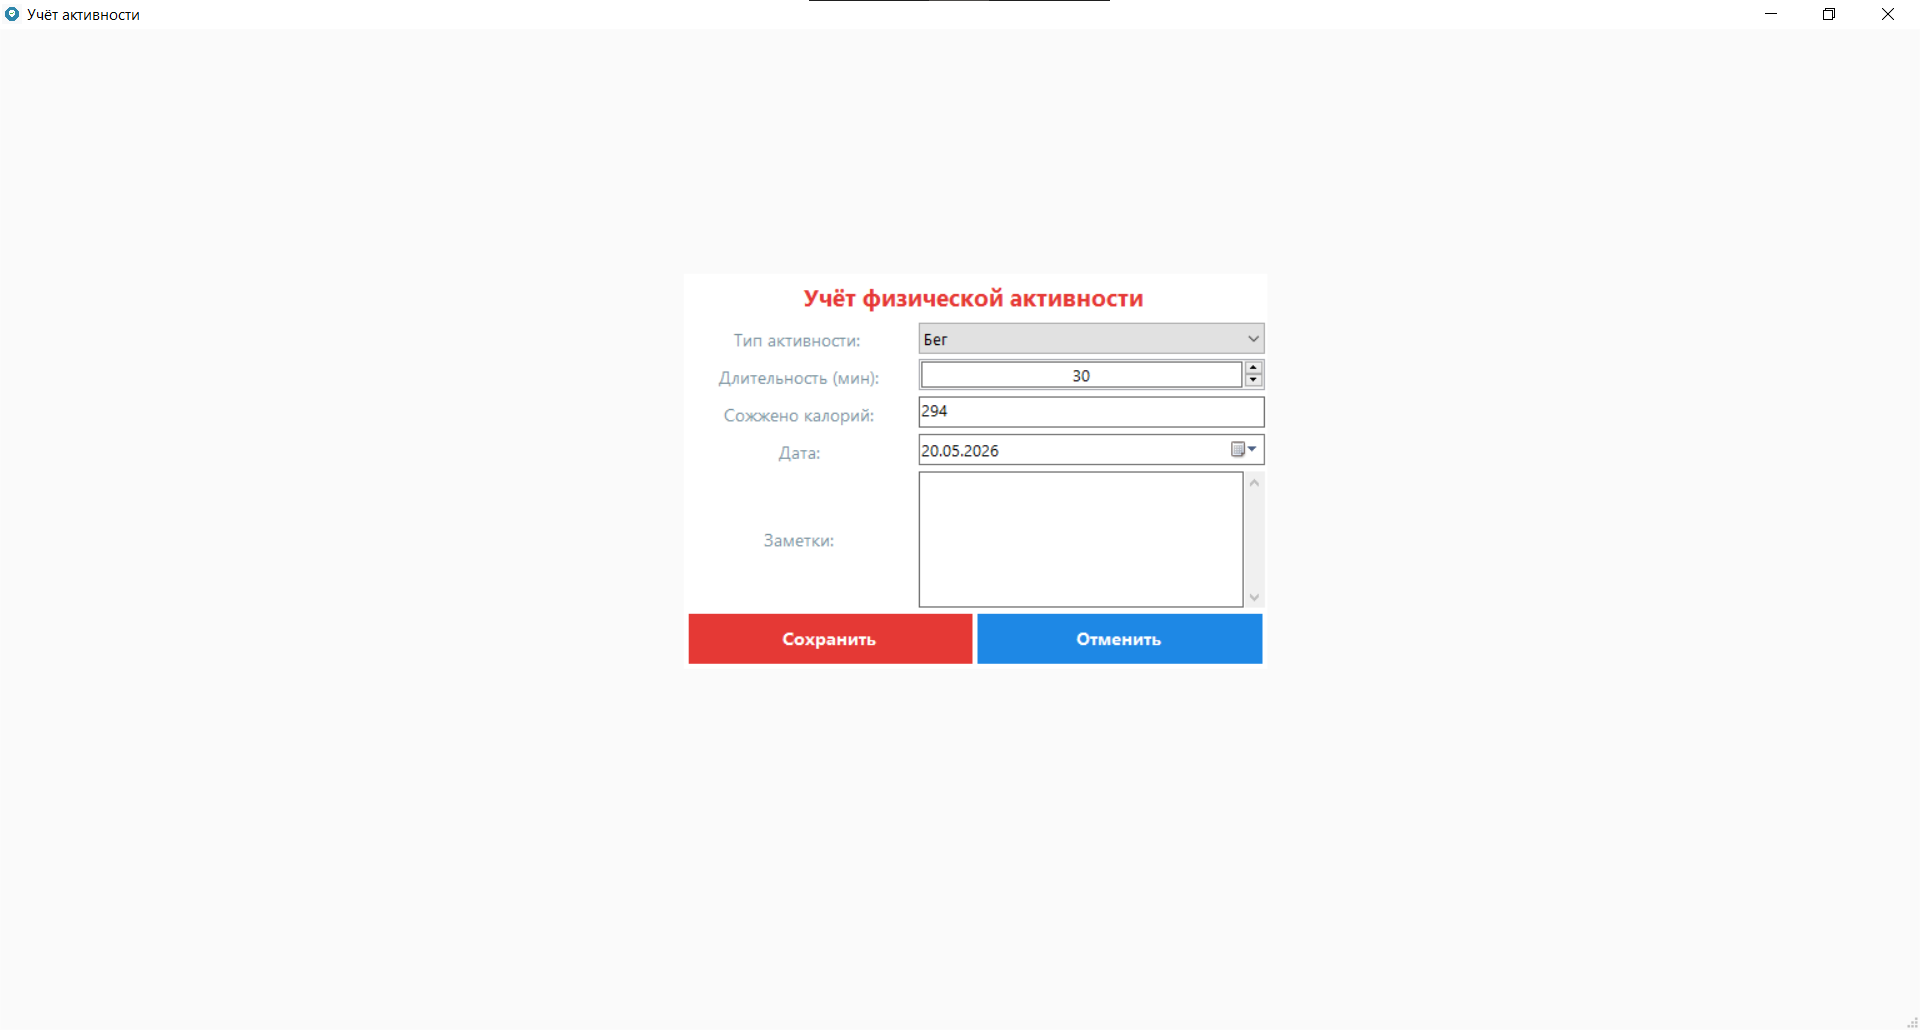 Учёт активности
Учёт физической активности
Тип активности: Бег
Длительность (мин): 30
Сожжено калорий: 294
Дата: 20.05.2026
Заметки:
Сохранить Отменить